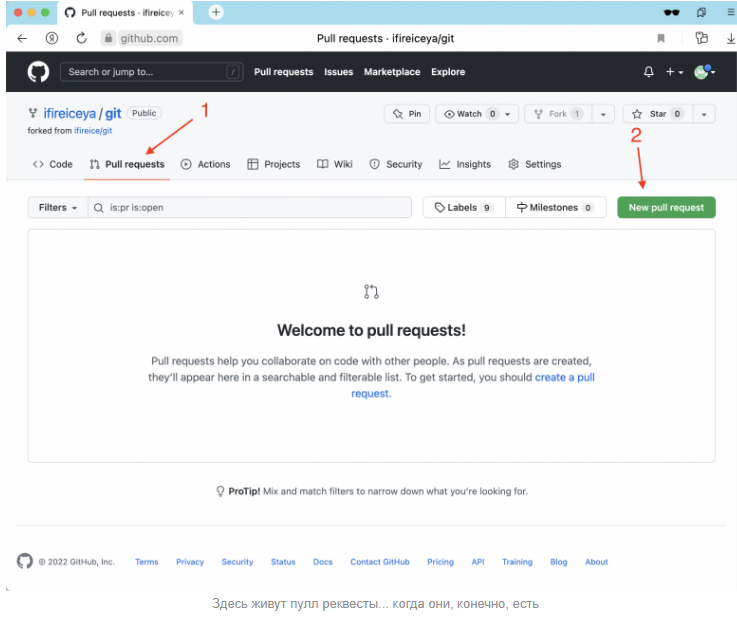 Pull requests · ifireiceya
github.com
Pull requests · ifireiceya/git
Search or jump to... /
Pull requests Issues Marketplace Explore
ifireiceya / git Public
forked from ifireice/git
Pin
Watch 0
Fork 1
Star 0
1
2
Code Pull requests Actions Projects Wiki Security Insights Settings
Filters is:pr is:open Labels 9 Milestones 0 New pull request
Welcome to pull requests!
Pull requests help you collaborate on code with other people. As pull requests are created,
they'll appear here in a searchable and filterable list. To get started, you should create a pull
request.
ProTip! Mix and match filters to narrow down what you're looking for.
© 2022 GitHub, Inc. Terms Privacy Security Status Docs Contact GitHub Pricing API Training Blog About
Здесь живут пулл реквесты... когда они, конечно, есть